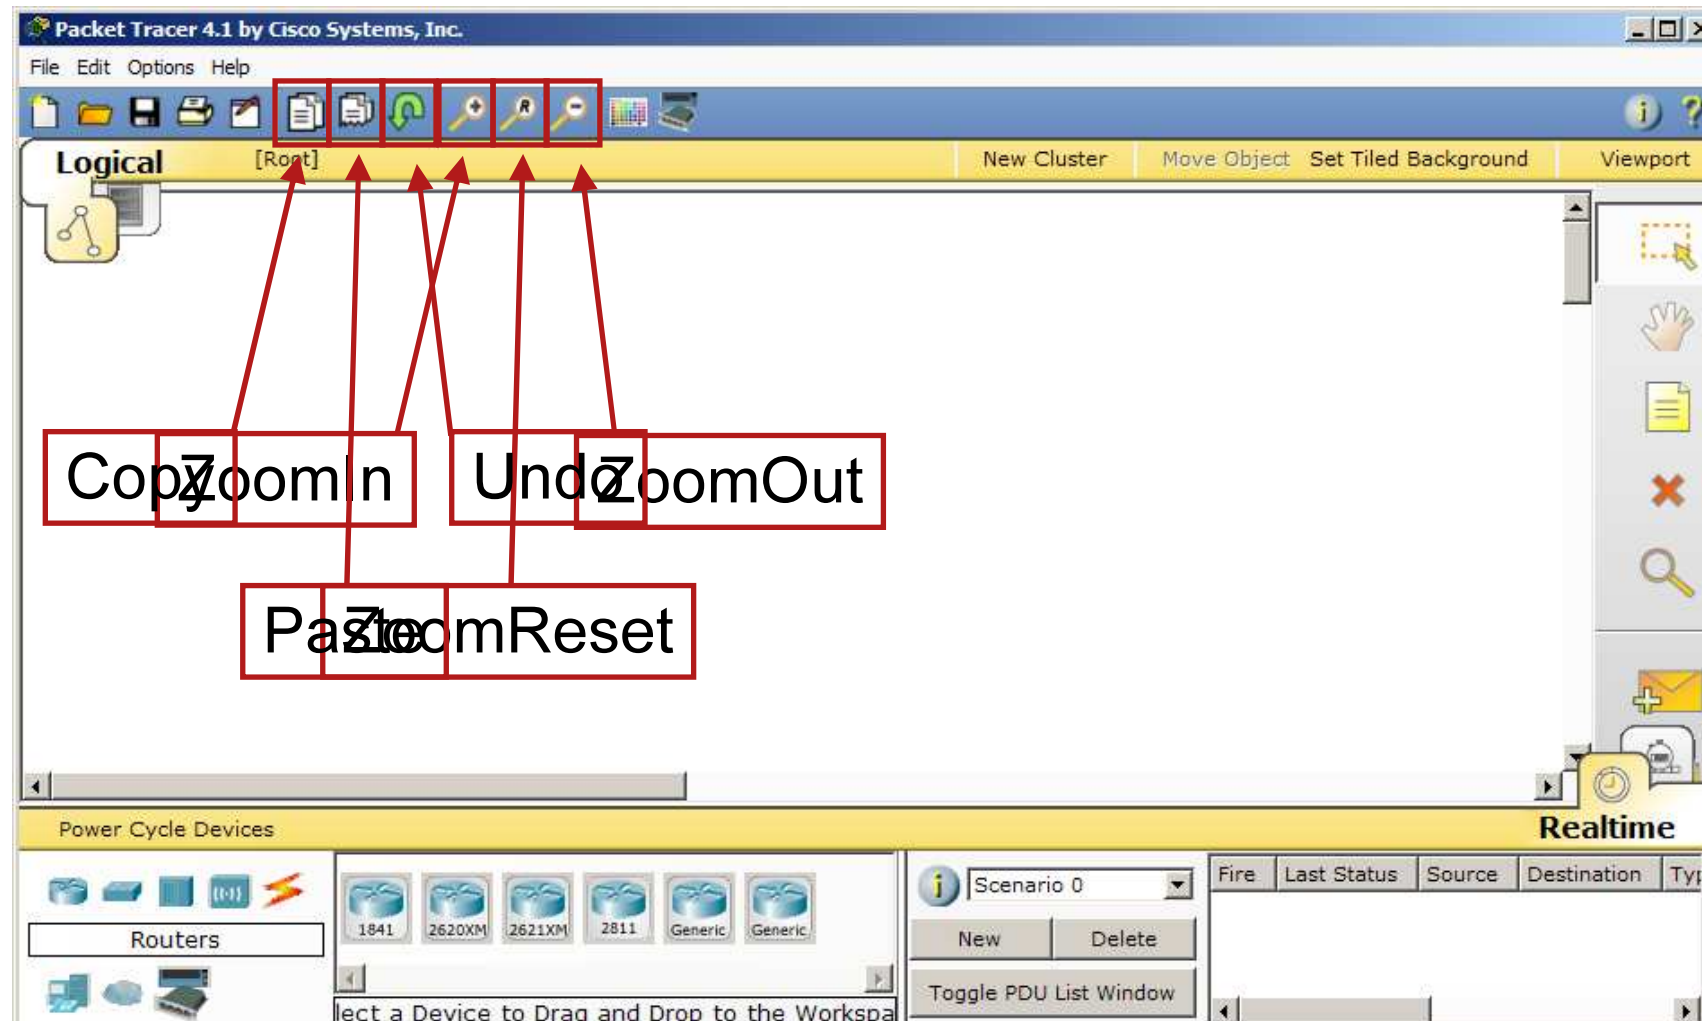 Packet Tracer 4.1 by Cisco Systems, Inc.
File Edit Options Help
Logical [Root] New Cluster Move Object Set Tiled Background Viewport
Copy ZoomIn Undo ZoomOut
Paste ZoomReset
Power Cycle Devices Realtime
Fire Last Status Source Destination Typ
Scenario 0
1841 2620XM 2621XM 2811 Generic Generic
Routers New Delete
Toggle PDU List Window
lect a Device to Drag and Drop to the Workspa